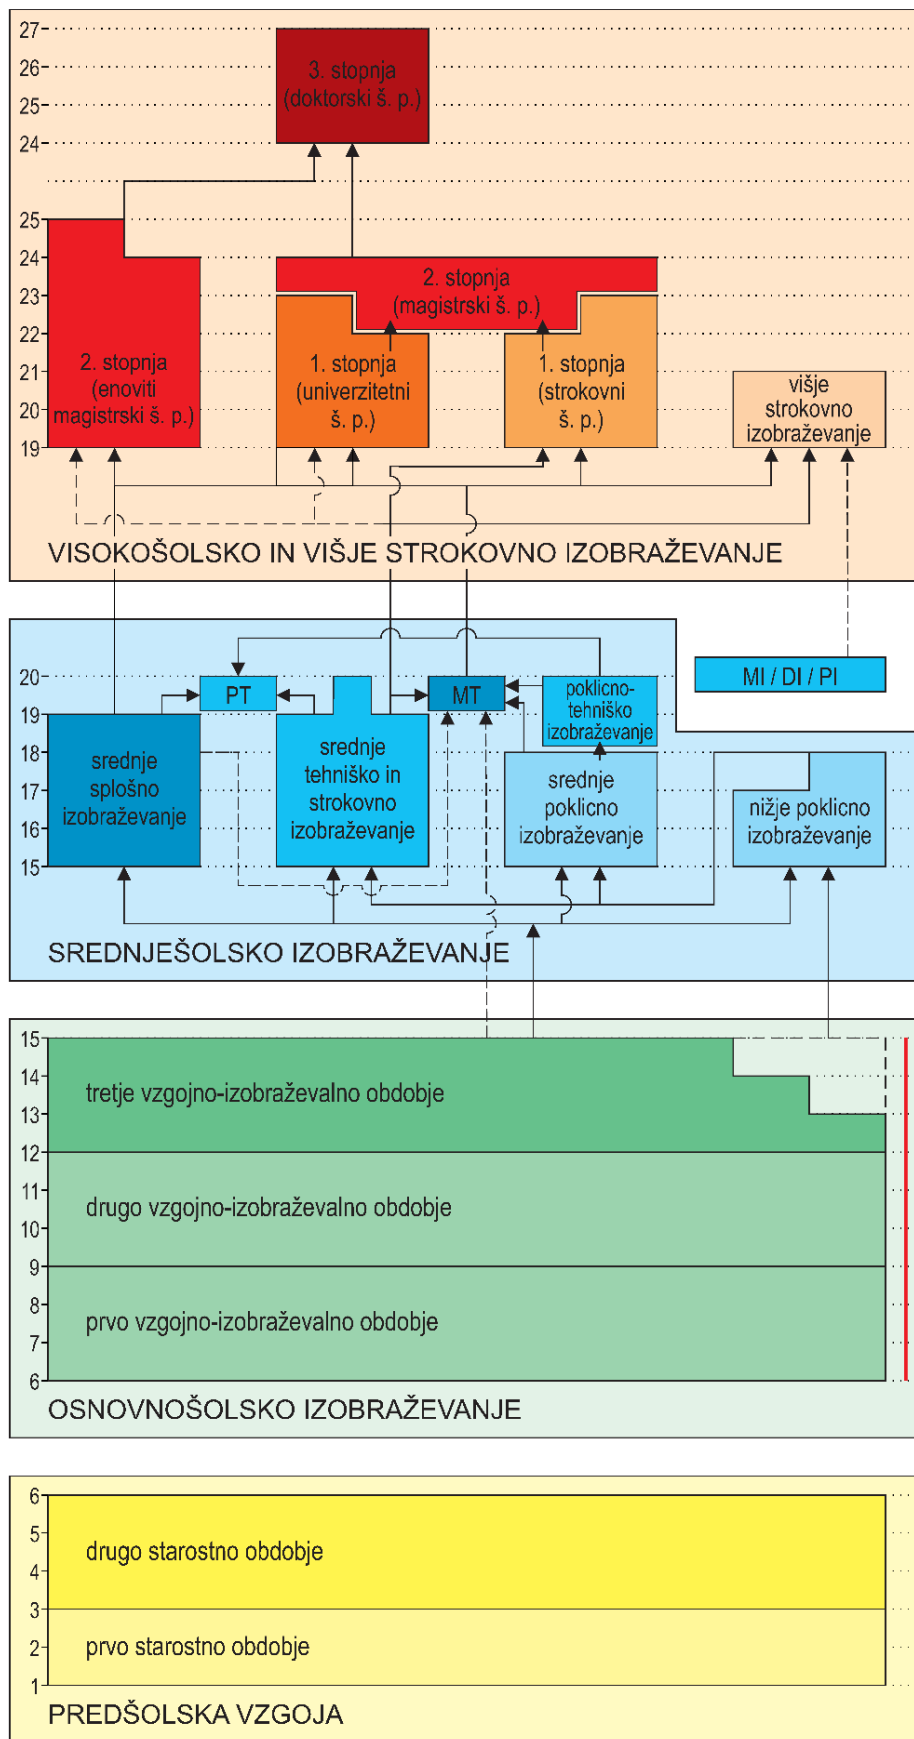 27
26
25
24
3. stopnja
(doktorski š. p.)
25
24
23
22
21
20
19
2. stopnja
(magistrski š. p.)
2. stopnja
(enoviti
magistrski š. p.)
1. stopnja
(univerzitetni
š. p.)
1. stopnja
(strokovni
š. p.)
višje
strokovno
izobraževanje
VISOKOŠOLSKO IN VIŠJE STROKOVNO IZOBRAŽEVANJE
20
19
18
17
16
15
PT
MT
poklicno-
tehniško
izobraževanje
MI / DI / PI
srednje
splošno
izobraževanje
srednje
tehniško in
strokovno
izobraževanje
srednje
poklicno
izobraževanje
nižje poklicno
izobraževanje
SREDNJEŠOLSKO IZOBRAŽEVANJE
15
14
13
12
11
10
9
8
7
6
tretje vzgojno-izobraževalno obdobje
drugo vzgojno-izobraževalno obdobje
prvo vzgojno-izobraževalno obdobje
OSNOVNOŠOLSKO IZOBRAŽEVANJE
6
5
4
3
2
1
drugo starostno obdobje
prvo starostno obdobje
PREDŠOLSKA VZGOJA